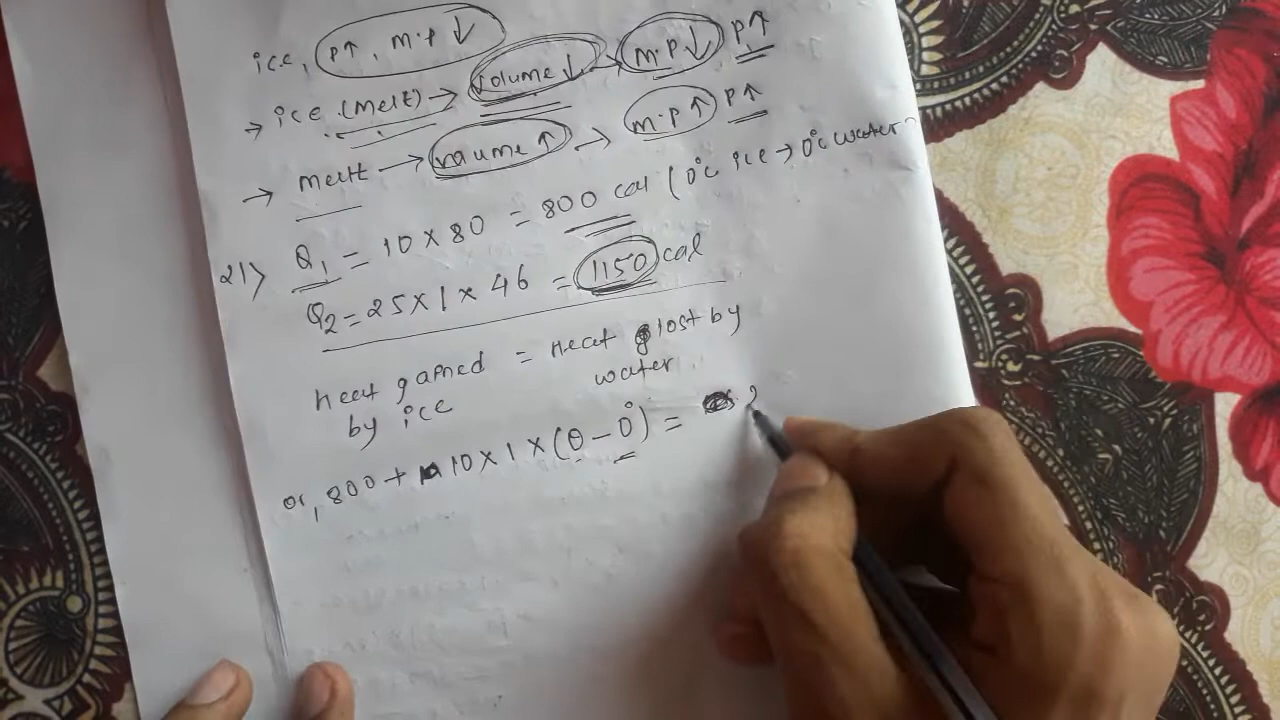 ice, P↑, m.p↓
→ ice (melt) → volume↓ → m.p↓ P↑
→ melt → volume↑ → m.p↑ P↑
21) Q₁ = 10 × 80 = 800 cal (0°c ice → 0°c water
Q₂ = 25 × 1 × 46 = 1150 cal
heat gained = heat lost by
by ice water
or, 800 + 10 × 1 × (θ - 0°) =